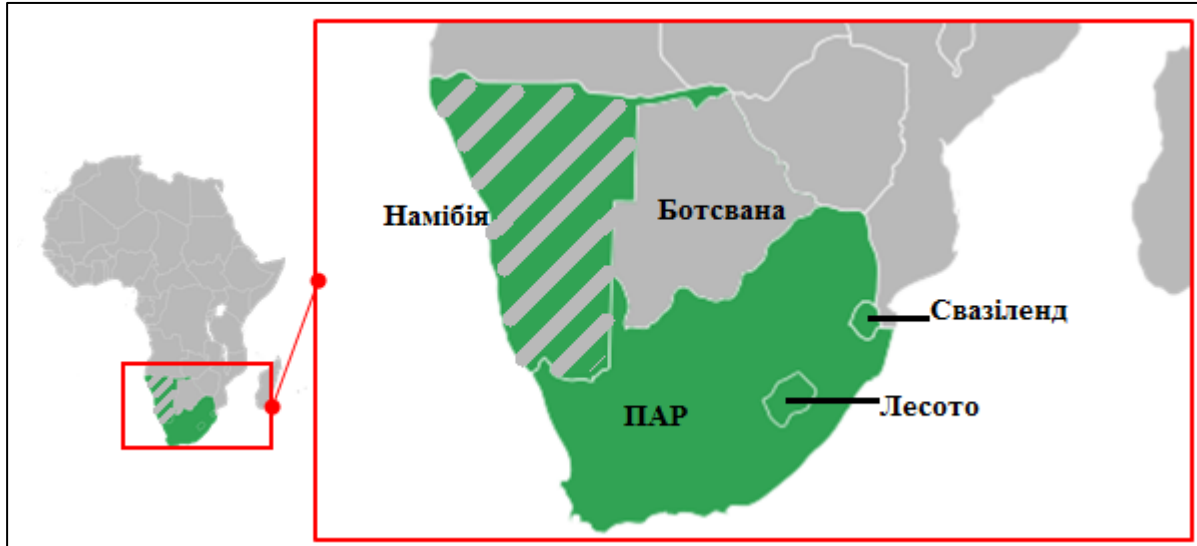 Намібія
Ботсвана
Свазіленд
Лесото
ПАР